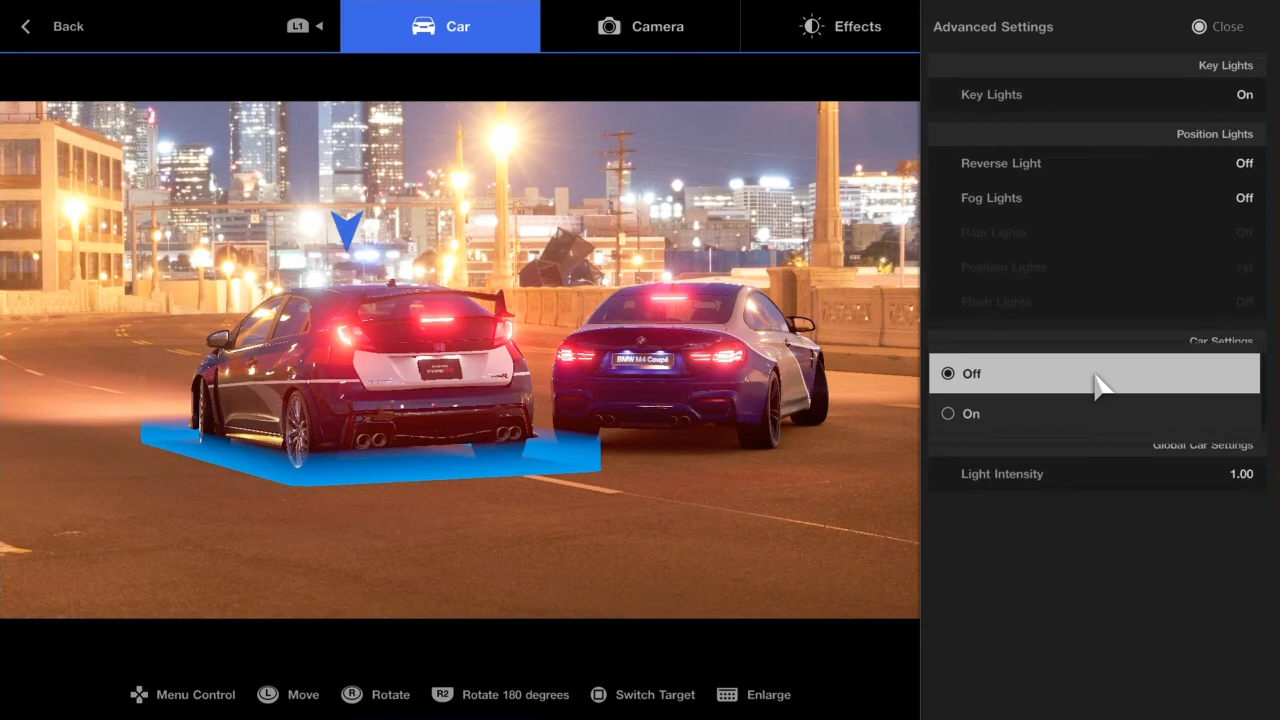 Back
L1
Car
Camera
Effects
Advanced Settings
Close
Key Lights
Key Lights On
Position Lights
Reverse Light Off
Fog Lights Off
Rain Lights Off
Position Lights 1st
Flash Lights Off
Car Settings
Off
On
Global Car Settings
Light Intensity 1.00
BMW M4 Coupé
Menu Control
L Move
R Rotate
R2 Rotate 180 degrees
Switch Target
Enlarge